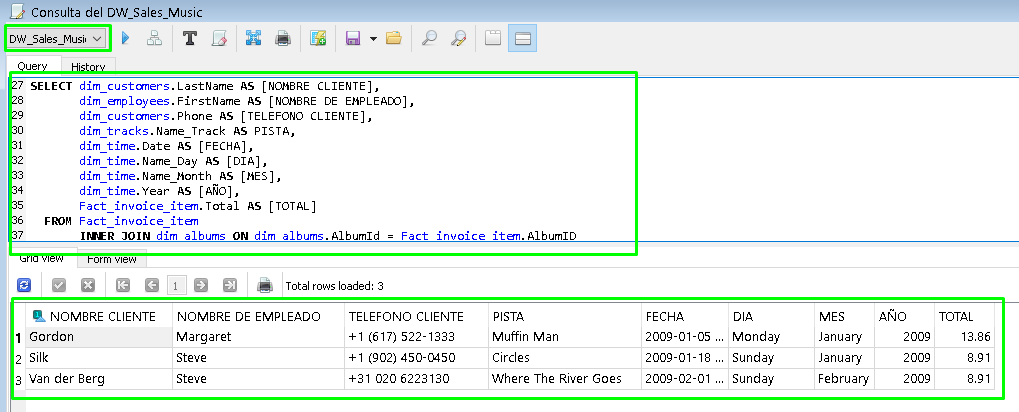 Consulta del DW_Sales_Music
DW_Sales_Musi
Query History
27 SELECT dim_customers.LastName AS [NOMBRE CLIENTE],
28 dim_employees.FirstName AS [NOMBRE DE EMPLEADO],
29 dim_customers.Phone AS [TELEFONO CLIENTE],
30 dim_tracks.Name_Track AS PISTA,
31 dim_time.Date AS [FECHA],
32 dim_time.Name_Day AS [DIA],
33 dim_time.Name_Month AS [MES],
34 dim_time.Year AS [AÑO],
35 Fact_invoice_item.Total AS [TOTAL]
36 FROM Fact_invoice_item
37 INNER JOIN dim_albums ON dim_albums.AlbumId = Fact_invoice_item.AlbumID
Grid view Form view
1 Total rows loaded: 3
NOMBRE CLIENTE NOMBRE DE EMPLEADO TELEFONO CLIENTE PISTA FECHA DIA MES AÑO TOTAL
1 Gordon Margaret +1 (617) 522-1333 Muffin Man 2009-01-05 ... Monday January 2009 13.86
2 Silk Steve +1 (902) 450-0450 Circles 2009-01-18 ... Sunday January 2009 8.91
3 Van der Berg Steve +31 020 6223130 Where The River Goes 2009-02-01 ... Sunday February 2009 8.91